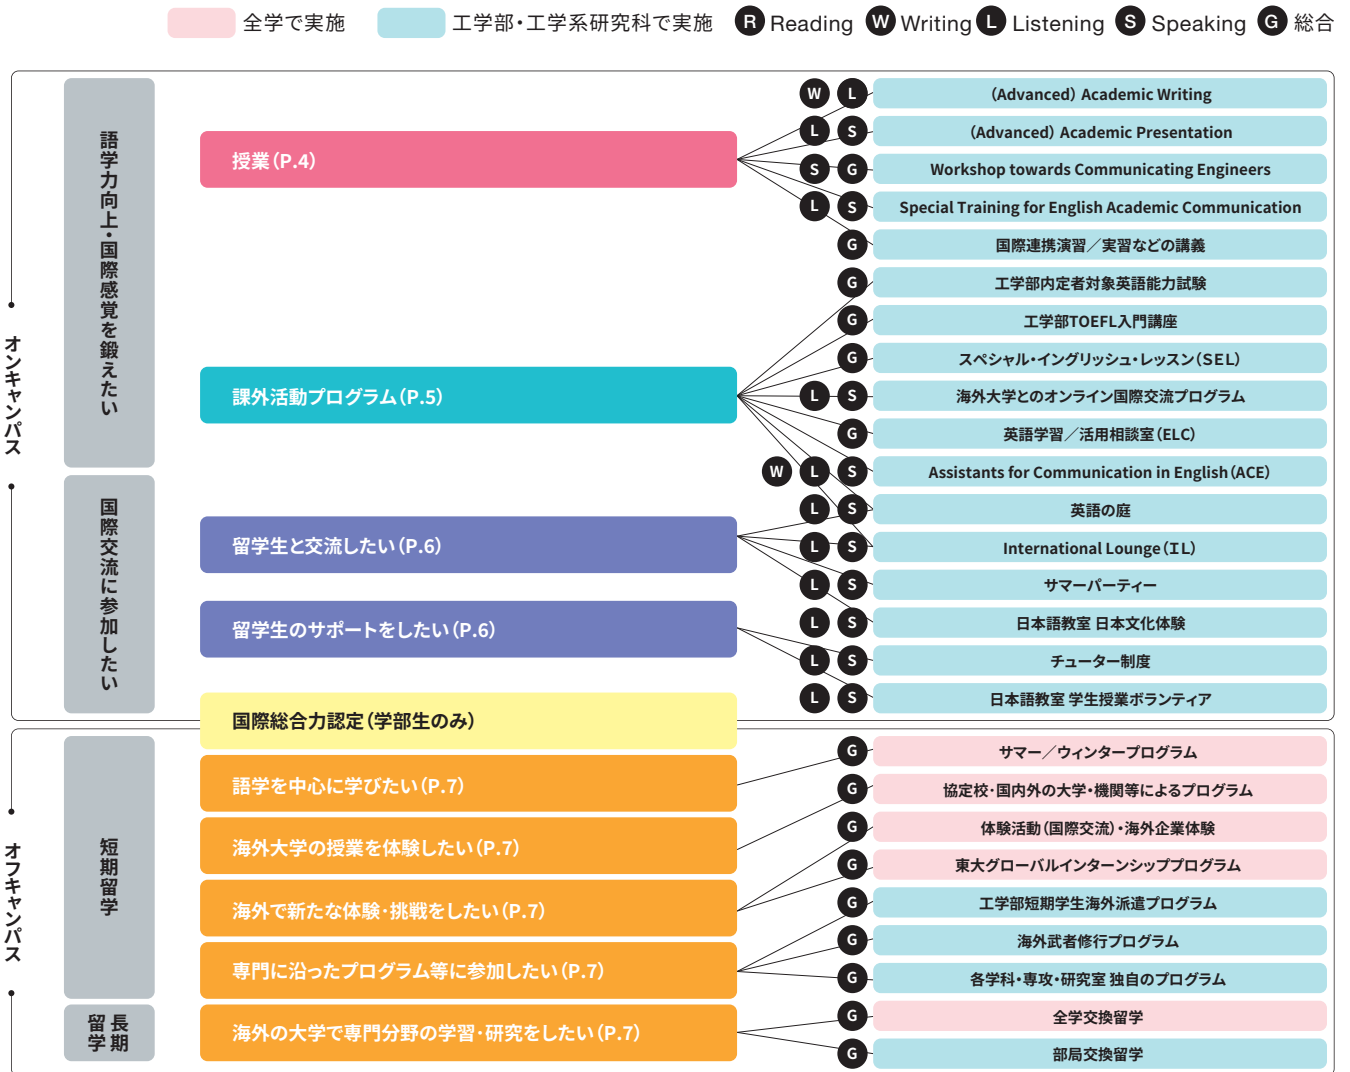 全学で実施 工学部・工学系研究科で実施 R Reading W Writing L Listening S Speaking G 総合
オンキャンパス
語学力向上・国際感覚を鍛えたい
授業(P.4)
W L (Advanced) Academic Writing
L S (Advanced) Academic Presentation
S G Workshop towards Communicating Engineers
L S Special Training for English Academic Communication
G 国際連携演習／実習などの講義
課外活動プログラム(P.5)
G 工学部内定者対象英語能力試験
G 工学部TOEFL入門講座
G スペシャル・イングリッシュ・レッスン(SEL)
L S 海外大学とのオンライン国際交流プログラム
G 英語学習／活用相談室(ELC)
W L S Assistants for Communication in English(ACE)
国際交流に参加したい
留学生と交流したい(P.6)
L S 英語の庭
L S International Lounge(IL)
L S サマーパーティー
L S 日本語教室 日本文化体験
留学生のサポートをしたい(P.6)
L S チューター制度
L S 日本語教室 学生授業ボランティア
国際総合力認定(学部生のみ)
オフキャンパス
短期留学
語学を中心に学びたい(P.7)
G サマー／ウィンタープログラム
海外大学の授業を体験したい(P.7)
G 協定校・国内外の大学・機関等によるプログラム
海外で新たな体験・挑戦をしたい(P.7)
G 体験活動(国際交流)・海外企業体験
G 東大グローバルインターンシッププログラム
専門に沿ったプログラム等に参加したい(P.7)
G 工学部短期学生海外派遣プログラム
G 海外武者修行プログラム
G 各学科・専攻・研究室 独自のプログラム
長期留学
海外の大学で専門分野の学習・研究をしたい(P.7)
G 全学交換留学
G 部局交換留学